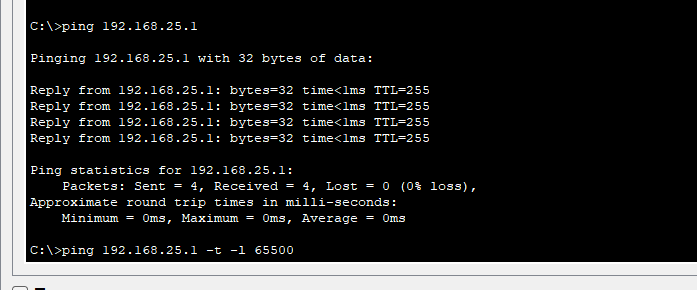 C:\>ping 192.168.25.1
Pinging 192.168.25.1 with 32 bytes of data:
Reply from 192.168.25.1: bytes=32 time<1ms TTL=255
Reply from 192.168.25.1: bytes=32 time<1ms TTL=255
Reply from 192.168.25.1: bytes=32 time<1ms TTL=255
Reply from 192.168.25.1: bytes=32 time<1ms TTL=255
Ping statistics for 192.168.25.1:
Packets: Sent = 4, Received = 4, Lost = 0 (0% loss),
Approximate round trip times in milli-seconds:
Minimum = 0ms, Maximum = 0ms, Average = 0ms
C:\>ping 192.168.25.1 -t -l 65500